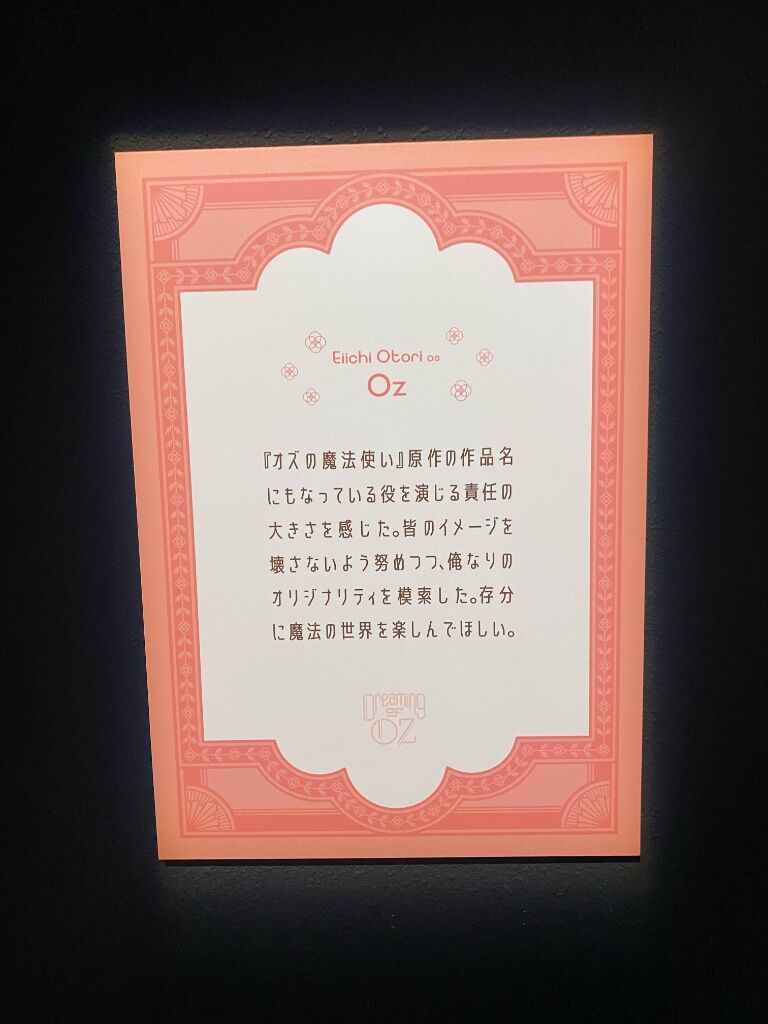 Eiichi Otori as
Oz
『オズの魔法使い』原作の作品名
にもなっている役を演じる責任の
大きさを感じた。皆のイメージを
壊さないよう努めつつ、俺なりの
オリジナリティを模索した。存分
に魔法の世界を楽しんでほしい。
Dreaming
OF
OZ